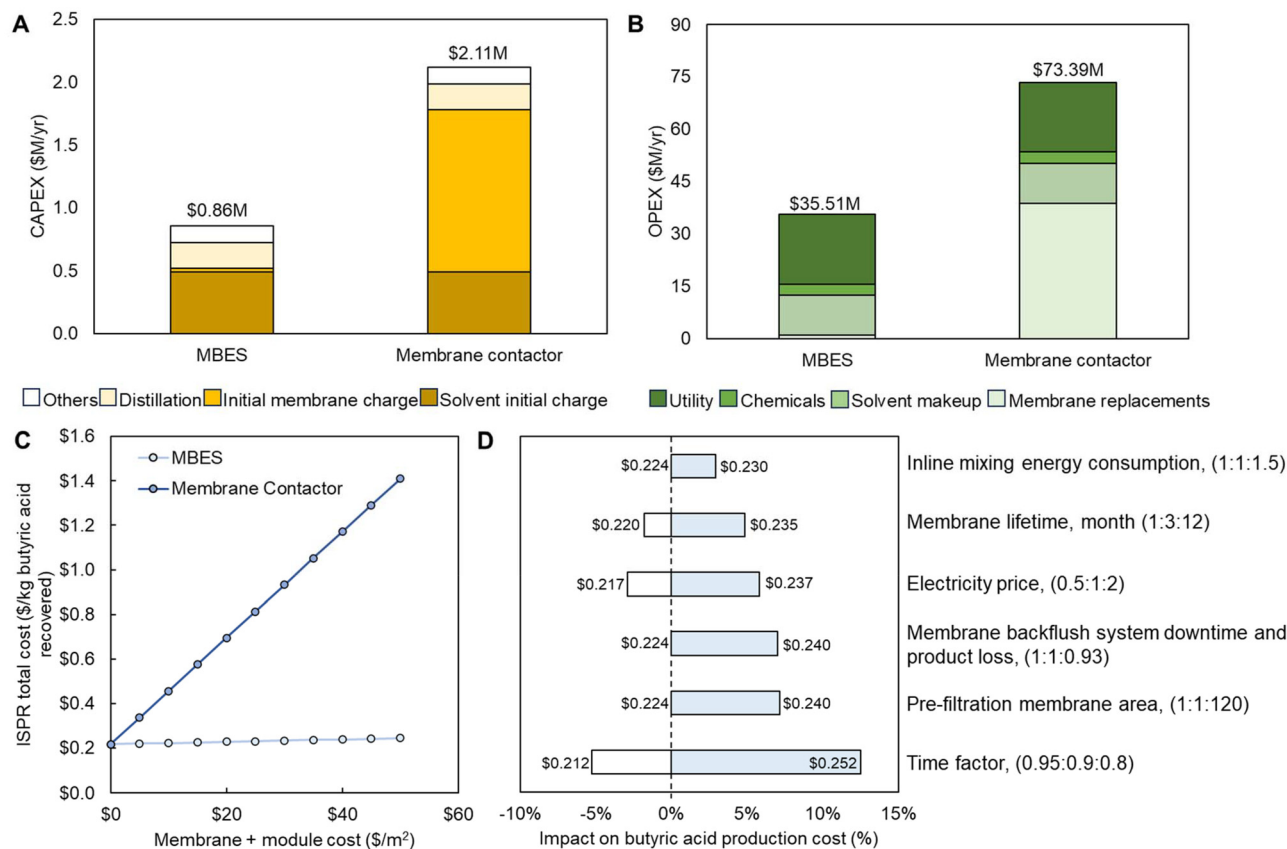 A
2.5
2.0
1.5
1.0
0.5
0.0
CAPEX ($M/yr)
$0.86M
$2.11M
MBES
Membrane contactor
Others
Distillation
Initial membrane charge
Solvent initial charge
B
90
75
60
45
30
15
0
OPEX ($M/yr)
$35.51M
$73.39M
MBES
Membrane contactor
Utility
Chemicals
Solvent makeup
Membrane replacements
C
$1.6
$1.4
$1.2
$1.0
$0.8
$0.6
$0.4
$0.2
$0.0
ISPR total cost ($/kg butyric acid
recovered)
MBES
Membrane Contactor
$0
$20
$40
$60
Membrane + module cost ($/m²)
D
$0.224
$0.230
Inline mixing energy consumption, (1:1:1.5)
$0.220
$0.235
Membrane lifetime, month (1:3:12)
$0.217
$0.237
Electricity price, (0.5:1:2)
$0.224
$0.240
Membrane backflush system downtime and
product loss, (1:1:0.93)
$0.224
$0.240
Pre-filtration membrane area, (1:1:120)
$0.212
$0.252
Time factor, (0.95:0.9:0.8)
-10%
-5%
0%
5%
10%
15%
Impact on butyric acid production cost (%)